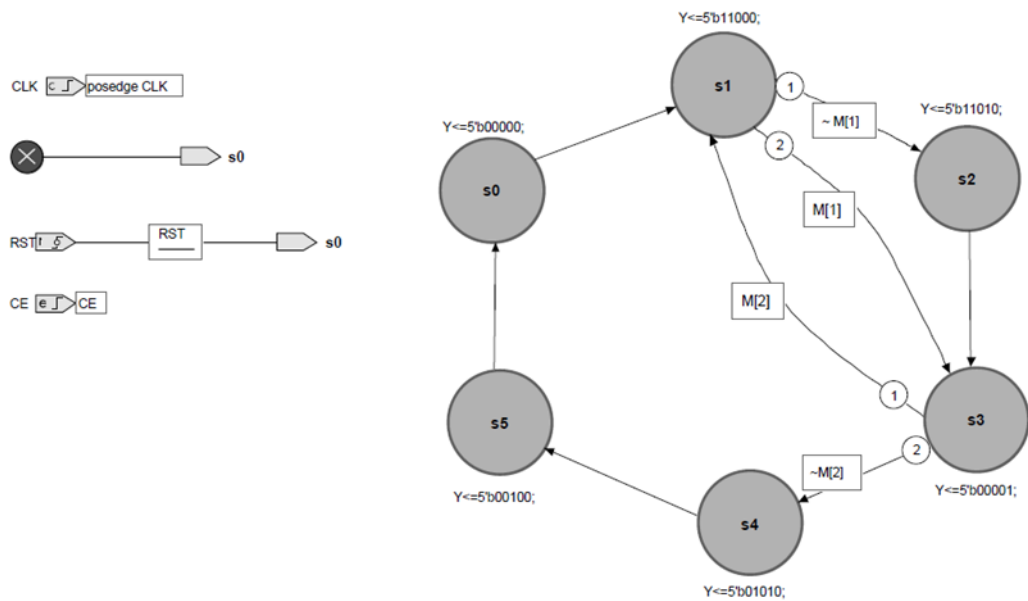 CLK c posedge CLK
s0
RST RST s0
CE e CE
Y<=5'b11000;
s1
1
~ M[1]
Y<=5'b11010;
s2
2
M[1]
Y<=5'b00000;
s0
M[2]
1
s3
2
~M[2]
Y<=5'b00001;
s5
Y<=5'b00100;
s4
Y<=5'b01010;